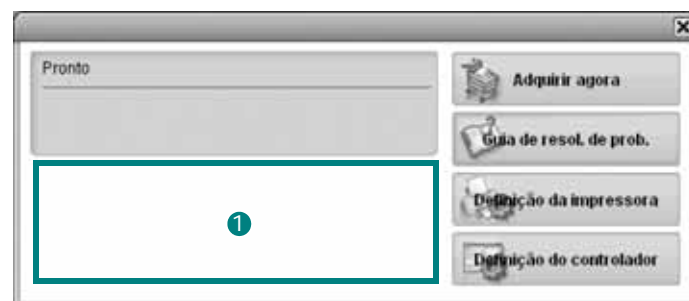 Pronto
Adquirir agora
Guia de resol. de prob.
1
Definição da impressora
Definição do controlador